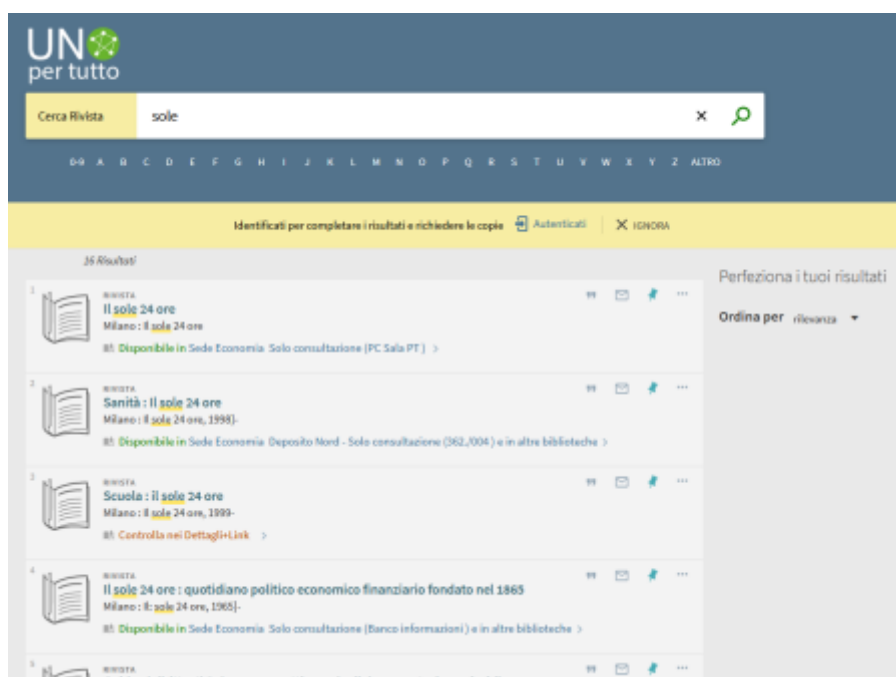 UNO
per tutto
Cerca Rivista sole
0-9 A B C D E F G H I J K L M N O P Q R S T U V W X Y Z ALTRO
Identificati per completare i risultati e richiedere le copie Autenticati IGNORA
16 Risultati
Perfeziona i tuoi risultati
Ordina per rilevanza
1 RIVISTA
Il sole 24 ore
Milano : Il sole 24 ore
Disponibile in Sede Economia Solo consultazione (PC Sala PT )
2 RIVISTA
Sanità : Il sole 24 ore
Milano : Il sole 24 ore, 1998]-
Disponibile in Sede Economia Deposito Nord - Solo consultazione (362./004 ) e in altre biblioteche
3 RIVISTA
Scuola : il sole 24 ore
Milano : Il sole 24 ore, 1999-
Controlla nei Dettagli+Link
4 RIVISTA
Il sole 24 ore : quotidiano politico economico finanziario fondato nel 1865
Milano : Il: sole 24 ore, 1965]-
Disponibile in Sede Economia Solo consultazione (Banco informazioni ) e in altre biblioteche
5 RIVISTA